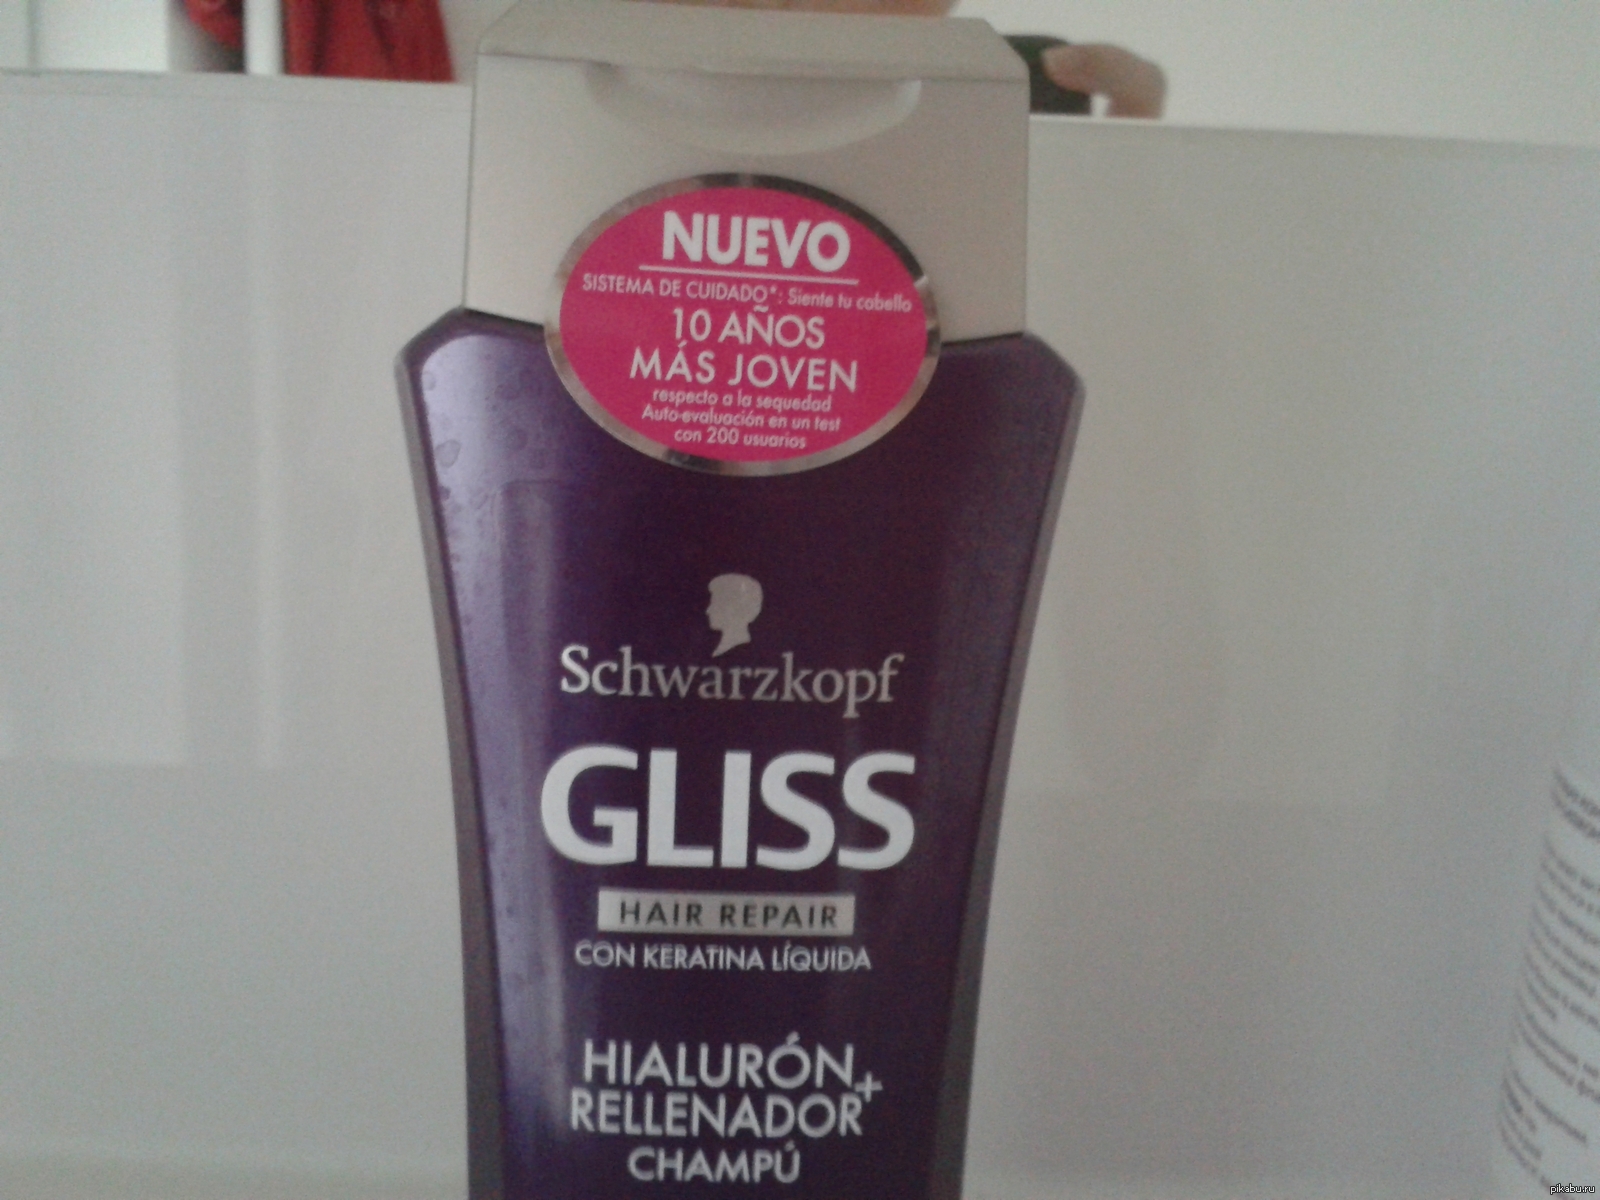 NUEVO
SISTEMA DE CUIDADO*: Siente tu cabello
10 AÑOS
MÁS JOVEN
respecto a la sequedad
Auto-evaluación en un test
con 200 usuarios
Schwarzkopf
GLISS
HAIR REPAIR
CON KERATINA LÍQUIDA
HIALURÓN +
RELLENADOR
CHAMPÚ
pikabu.ru